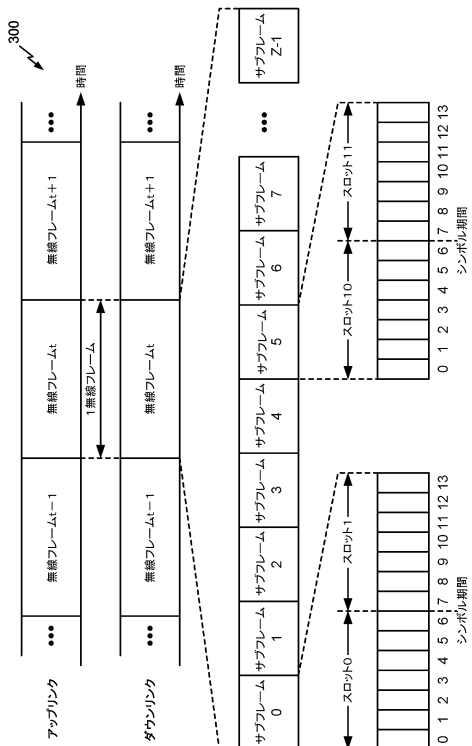 300
アップリンク
•••
無線フレームt−1
無線フレームt
無線フレームt+1
•••
時間
1無線フレーム
ダウンリンク
•••
無線フレームt−1
無線フレームt
無線フレームt+1
•••
時間
サブフレーム 0
サブフレーム 1
サブフレーム 2
サブフレーム 3
サブフレーム 4
サブフレーム 5
サブフレーム 6
サブフレーム 7
•••
サブフレーム Z-1
スロット0
スロット1
0 1 2 3 4 5 6 7 8 9 10 11 12 13
シンボル期間
スロット10
スロット11
0 1 2 3 4 5 6 7 8 9 10 11 12 13
シンボル期間